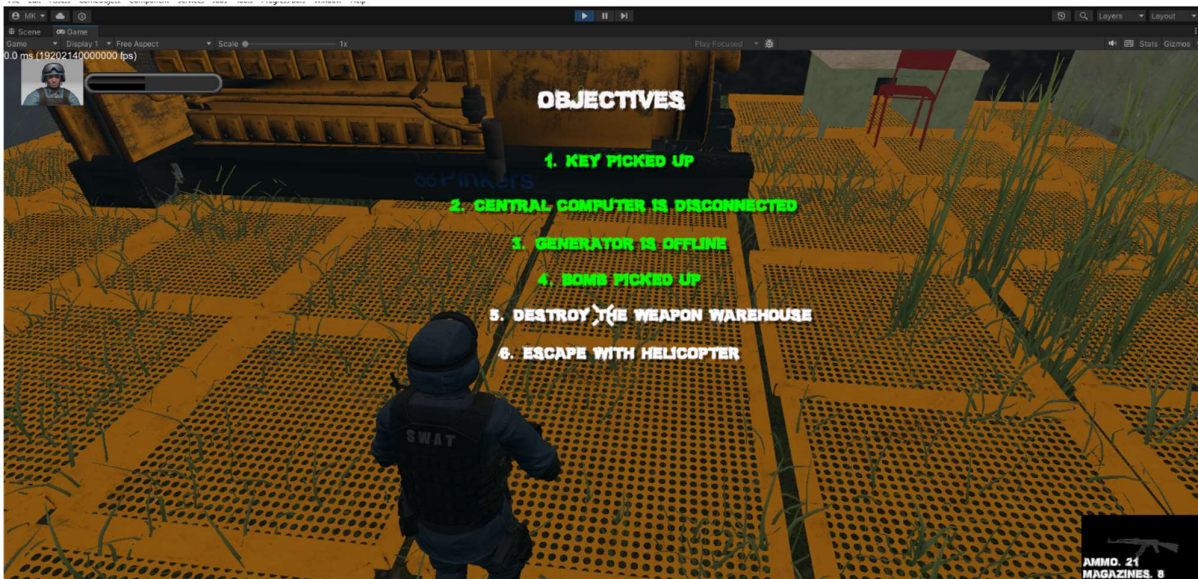 MK
Layers
Layout
Scene
Game
Game
Display 1
Free Aspect
Scale
1x
Play Focused
Stats
Gizmos
0.0 ms (19202140000000 fps)
OBJECTIVES
1. KEY PICKED UP
2. CENTRAL COMPUTER IS DISCONNECTED
3. GENERATOR IS OFFLINE
4. BOMB PICKED UP
5. DESTROY THE WEAPON WAREHOUSE
6. ESCAPE WITH HELICOPTER
SWAT
AMMO. 21
MAGAZINES. 8